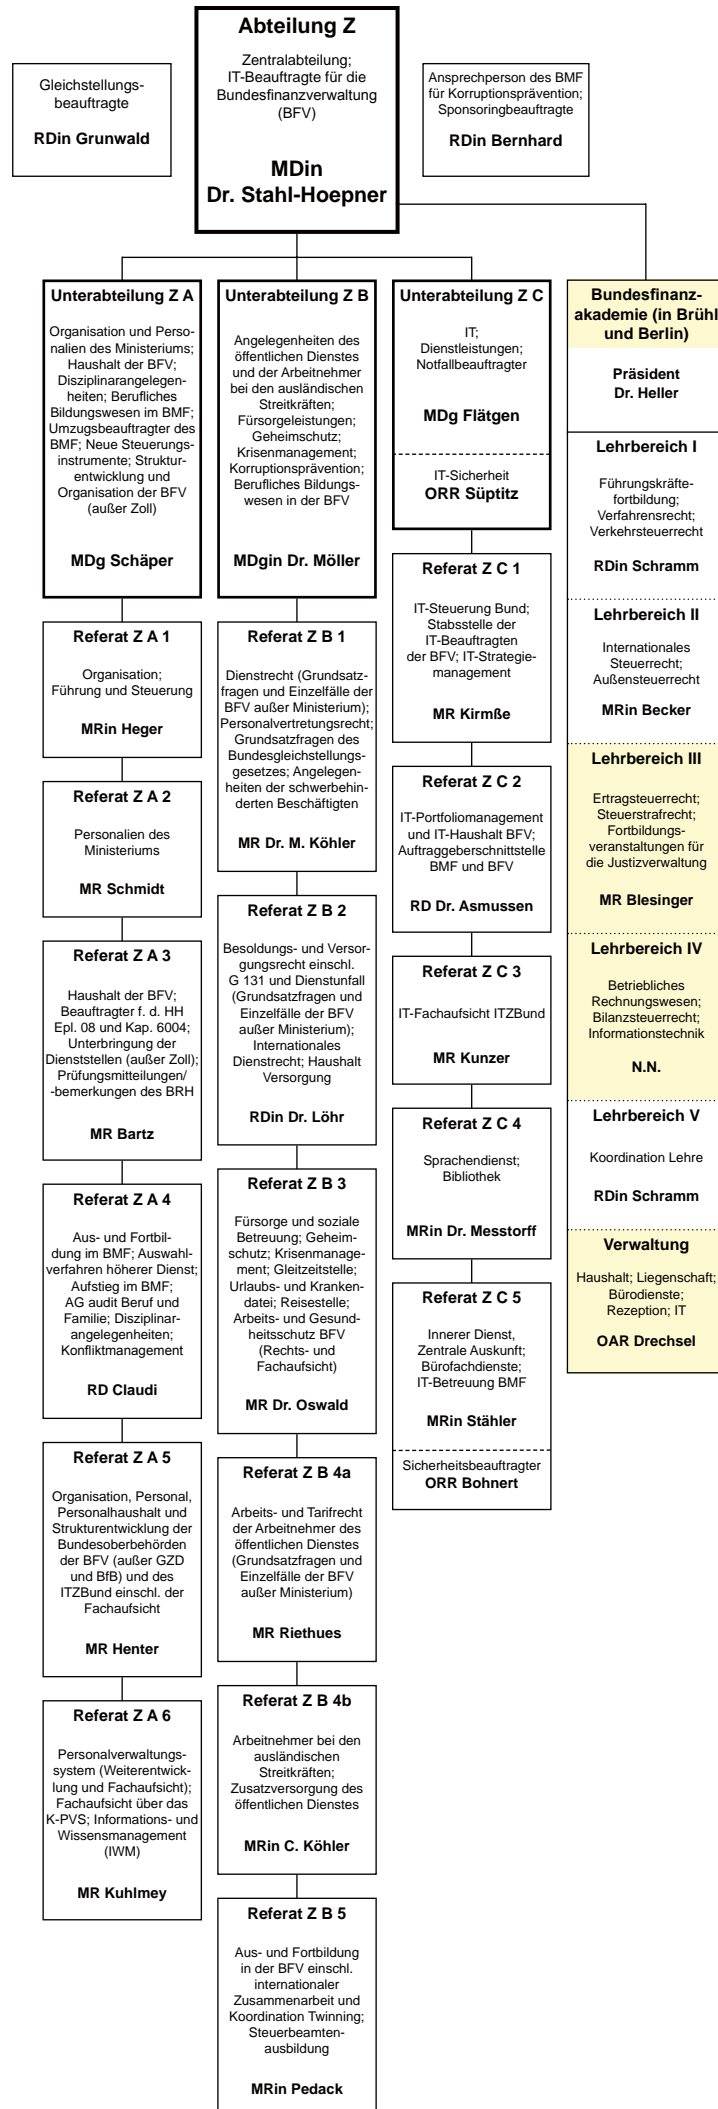 Abteilung Z
Zentralabteilung;
IT-Beauftragte für die
Bundesfinanzverwaltung
(BFV)
MDin
Dr. Stahl-Hoepner
Gleichstellungs-
beauftragte
RDin Grunwald
Ansprechperson des BMF
für Korruptionsprävention;
Sponsoringbeauftragte
RDin Bernhard
Unterabteilung Z A
Organisation und Perso-
nalien des Ministeriums;
Haushalt der BFV;
Disziplinarangelegen-
heiten; Berufliches
Bildungswesen im BMF;
Umzugsbeauftragter des
BMF; Neue Steuerungs-
instrumente; Struktur-
entwicklung und
Organisation der BFV
(außer Zoll)
MDg Schäper
Referat Z A 1
Organisation;
Führung und Steuerung
MRin Heger
Referat Z A 2
Personalien des
Ministeriums
MR Schmidt
Referat Z A 3
Haushalt der BFV;
Beauftragter f. d. HH
Epl. 08 und Kap. 6004;
Unterbringung der
Dienststellen (außer Zoll);
Prüfungsmitteilungen/
-bemerkungen des BRH
MR Bartz
Referat Z A 4
Aus- und Fortbil-
dung im BMF; Auswahl-
verfahren höherer Dienst;
Aufstieg im BMF;
AG audit Beruf und
Familie; Disziplinar-
angelegenheiten;
Konfliktmanagement
RD Claudi
Referat Z A 5
Organisation, Personal,
Personalhaushalt und
Strukturentwicklung der
Bundesoberbehörden
der BFV (außer GZD
und BfB) und des
ITZBund einschl. der
Fachaufsicht
MR Henter
Referat Z A 6
Personalverwaltungs-
system (Weiterentwick-
lung und Fachaufsicht);
Fachaufsicht über das
K-PVS; Informations- und
Wissensmanagement
(IWM)
MR Kuhlmey
Unterabteilung Z B
Angelegenheiten des
öffentlichen Dienstes
und der Arbeitnehmer
bei den ausländischen
Streitkräften;
Fürsorgeleistungen;
Geheimschutz;
Krisenmanagement;
Korruptionsprävention;
Berufliches Bildungs-
wesen in der BFV
MDgin Dr. Möller
Referat Z B 1
Dienstrecht (Grundsatz-
fragen und Einzelfälle der
BFV außer Ministerium);
Personalvertretungsrecht;
Grundsatzfragen des
Bundesgleichstellungs-
gesetzes; Angelegen-
heiten der schwerbehin-
derten Beschäftigten
MR Dr. M. Köhler
Referat Z B 2
Besoldungs- und Versor-
gungsrecht einschl.
G 131 und Dienstunfall
(Grundsatzfragen und
Einzelfälle der BFV
außer Ministerium);
Internationales
Dienstrecht; Haushalt
Versorgung
RDin Dr. Löhr
Referat Z B 3
Fürsorge und soziale
Betreuung; Geheim-
schutz; Krisenmanage-
ment; Gleitzeitstelle;
Urlaubs- und Kranken-
datei; Reisestelle;
Arbeits- und Gesund-
heitsschutz BFV
(Rechts- und
Fachaufsicht)
MR Dr. Oswald
Referat Z B 4a
Arbeits- und Tarifrecht
der Arbeitnehmer des
öffentlichen Dienstes
(Grundsatzfragen und
Einzelfälle der BFV
außer Ministerium)
MR Riethues
Referat Z B 4b
Arbeitnehmer bei den
ausländischen
Streitkräften;
Zusatzversorgung des
öffentlichen Dienstes
MRin C. Köhler
Referat Z B 5
Aus- und Fortbildung
in der BFV einschl.
internationaler
Zusammenarbeit und
Koordination Twinning;
Steuerbeamten-
ausbildung
MRin Pedack
Unterabteilung Z C
IT;
Dienstleistungen;
Notfallbeauftragter
MDg Flätgen
IT-Sicherheit
ORR Süptitz
Referat Z C 1
IT-Steuerung Bund;
Stabsstelle der
IT-Beauftragten
der BFV; IT-Strategie-
management
MR Kirmße
Referat Z C 2
IT-Portfoliomanagement
und IT-Haushalt BFV;
Auftraggeberschnittstelle
BMF und BFV
RD Dr. Asmussen
Referat Z C 3
IT-Fachaufsicht ITZBund
MR Kunzer
Referat Z C 4
Sprachendienst;
Bibliothek
MRin Dr. Messtorff
Referat Z C 5
Innerer Dienst,
Zentrale Auskunft;
Bürofachdienste;
IT-Betreuung BMF
MRin Stähler
Sicherheitsbeauftragter
ORR Bohnert
Bundesfinanz-
akademie (in Brühl
und Berlin)
Präsident
Dr. Heller
Lehrbereich I
Führungskräfte-
fortbildung;
Verfahrensrecht;
Verkehrsteuerrecht
RDin Schramm
Lehrbereich II
Internationales
Steuerrecht;
Außensteuerrecht
MRin Becker
Lehrbereich III
Ertragsteuerrecht;
Steuerstrafrecht;
Fortbildungs-
veranstaltungen für
die Justizverwaltung
MR Blesinger
Lehrbereich IV
Betriebliches
Rechnungswesen;
Bilanzsteuerrecht;
Informationstechnik
N.N.
Lehrbereich V
Koordination Lehre
RDin Schramm
Verwaltung
Haushalt; Liegenschaft;
Bürodienste;
Rezeption; IT
OAR Drechsel